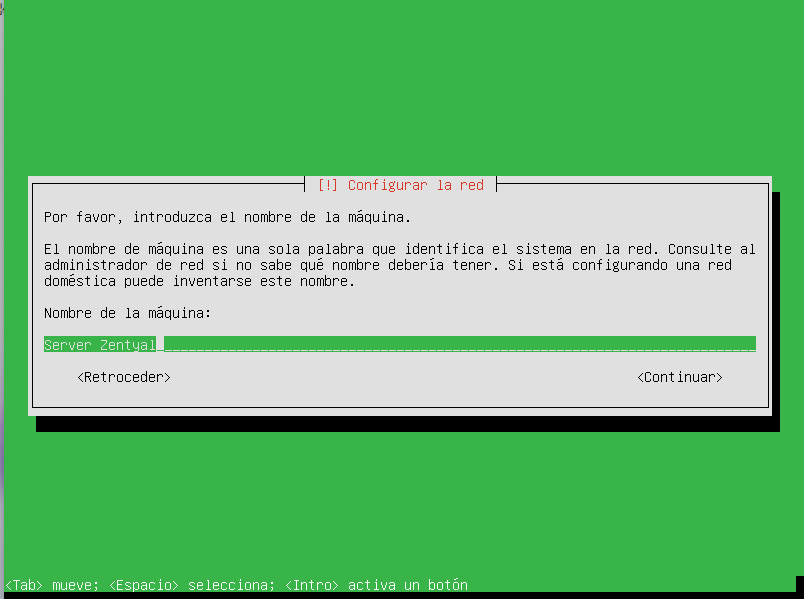 [!] Configurar la red
Por favor, introduzca el nombre de la máquina.
El nombre de máquina es una sola palabra que identifica el sistema en la red. Consulte al
administrador de red si no sabe qué nombre debería tener. Si está configurando una red
doméstica puede inventarse este nombre.
Nombre de la máquina:
Server Zentyal
<Retroceder> <Continuar>
<Tab> mueve; <Espacio> selecciona; <Intro> activa un botón